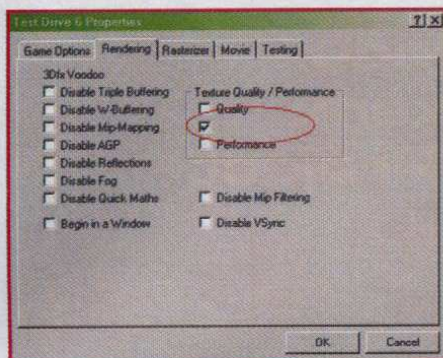 Test Drive 6 Properties
Game Options Rendering Rasterizer Movie Testing
3Dfx Voodoo
Disable Triple Buffering
Disable W-Buffering
Disable Mip-Mapping
Disable AGP
Disable Reflections
Disable Fog
Disable Quick Maths
Begin in a Window
Texture Quality / Performance
Quality
Performance
Disable Mip Filtering
Disable VSync
OK Cancel